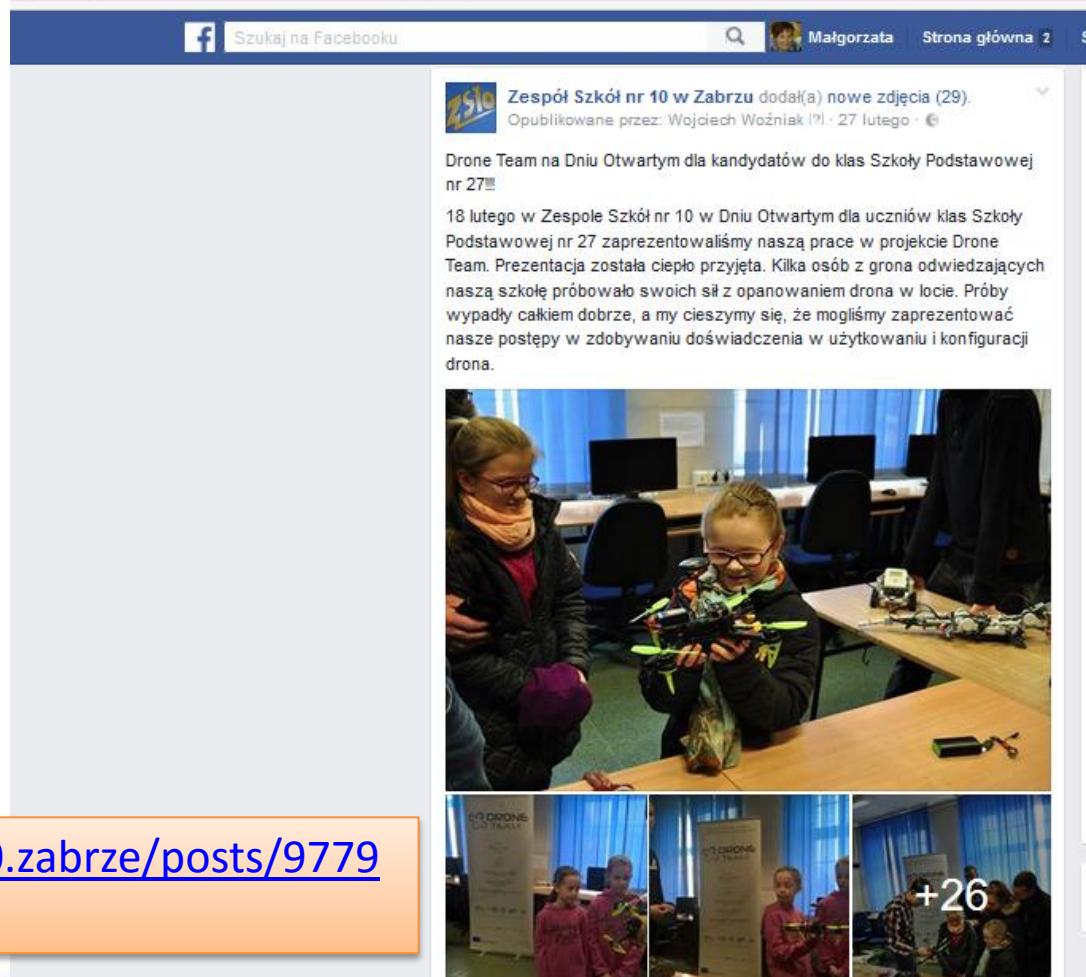 Szukaj na Facebooku
Małgorzata
Strona główna 2
S
ZS10
Zespół Szkół nr 10 w Zabrzu dodał(a) nowe zdjęcia (29).
Opublikowane przez: Wojciech Woźniak [?] · 27 lutego ·
Drone Team na Dniu Otwartym dla kandydatów do klas Szkoły Podstawowej
nr 27!!!
18 lutego w Zespole Szkół nr 10 w Dniu Otwartym dla uczniów klas Szkoły
Podstawowej nr 27 zaprezentowaliśmy naszą prace w projekcie Drone
Team. Prezentacja została ciepło przyjęta. Kilka osób z grona odwiedzających
naszą szkołę próbowało swoich sił z opanowaniem drona w locie. Próby
wypadły całkiem dobrze, a my cieszymy się, że mogliśmy zaprezentować
nasze postępy w zdobywaniu doświadczenia w użytkowaniu i konfiguracji
drona.
DRONE
TEAM
DRONE
TEAM
+26
.zabrze/posts/9779